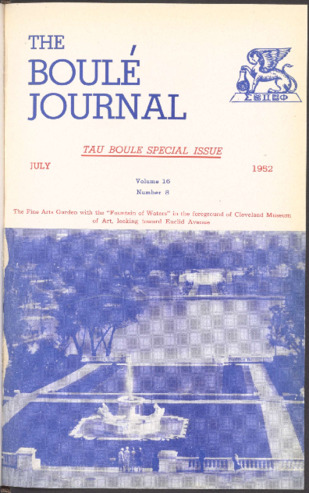 THE
BOULÉ
JOURNAL
ΣΠΦ
TAU BOULE SPECIAL ISSUE
JULY 1952
Volume 16
Number 8
The Fine Arts Garden with the "Fountain of Waters" in the foreground of Cleveland Museum
of Art, looking toward Euclid Avenue